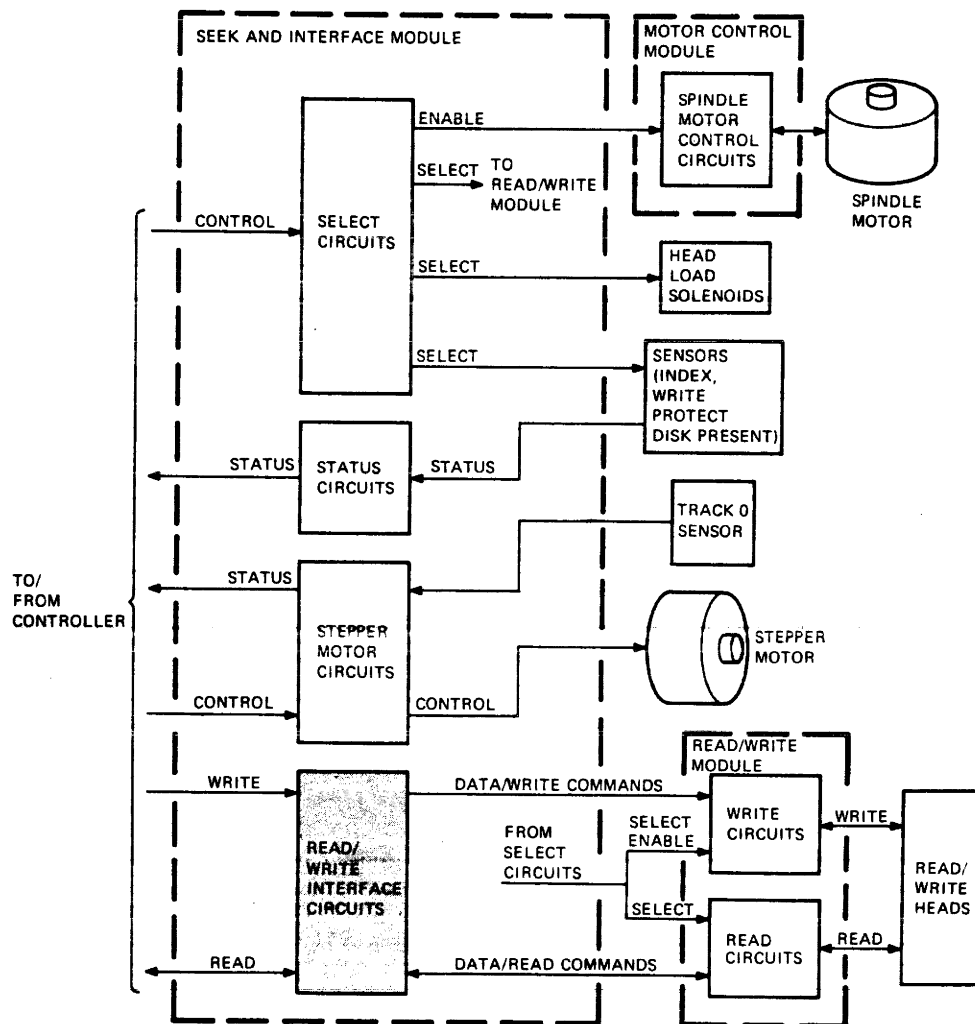 SEEK AND INTERFACE MODULE
MOTOR CONTROL
MODULE
ENABLE
SPINDLE
MOTOR
CONTROL
CIRCUITS
SELECT
TO
READ/WRITE
MODULE
SPINDLE
MOTOR
CONTROL
SELECT
CIRCUITS
SELECT
HEAD
LOAD
SOLENOIDS
SELECT
SENSORS
(INDEX,
WRITE
PROTECT
DISK PRESENT)
STATUS
STATUS
CIRCUITS
STATUS
TRACK 0
SENSOR
STATUS
TO/
FROM
CONTROLLER
STEPPER
MOTOR
CIRCUITS
STEPPER
MOTOR
CONTROL
CONTROL
READ/WRITE
MODULE
WRITE
DATA/WRITE COMMANDS
WRITE
CIRCUITS
WRITE
FROM
SELECT
CIRCUITS
SELECT
ENABLE
READ/
WRITE
INTERFACE
CIRCUITS
READ/
WRITE
HEADS
SELECT
READ
CIRCUITS
READ
READ
DATA/READ COMMANDS